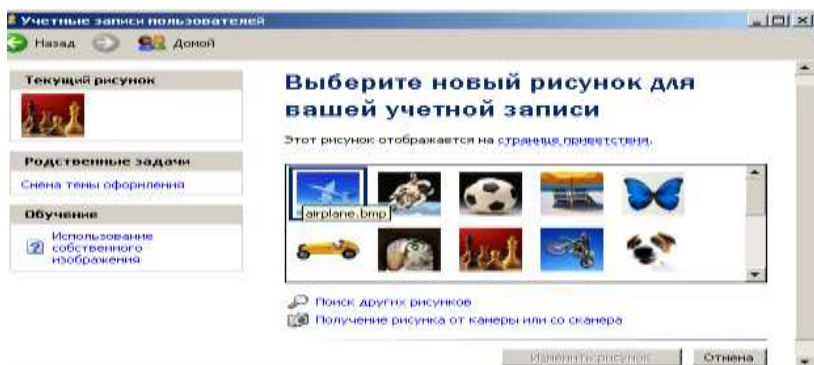 Учетные записи пользователей
Назад Домой
Текущий рисунок
Родственные задачи
Смена темы оформления
Обучение
Использование
собственного
изображения
Выберите новый рисунок для
вашей учетной записи
Этот рисунок отображается на странице приветствия.
airplane.bmp
Поиск других рисунков
Получение рисунка от камеры или со сканера
Изменить рисунок Отмена